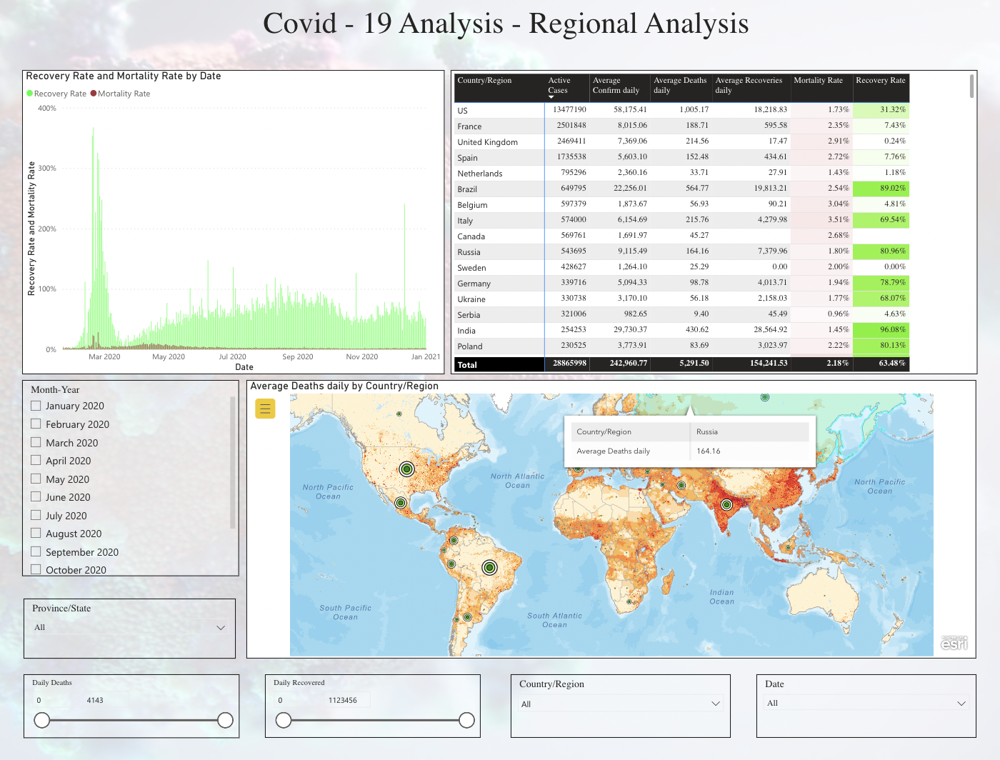 Covid - 19 Analysis - Regional Analysis
Recovery Rate and Mortality Rate by Date
Recovery Rate Mortality Rate
Recovery Rate and Mortality Rate
400%
300%
200%
100%
0%
Mar 2020 May 2020 Jul 2020 Sep 2020 Nov 2020 Jan 2021
Date
Country/Region Active Cases Average Confirm daily Average Deaths daily Average Recoveries daily Mortality Rate Recovery Rate
US 13477190 58,175.41 1,005.17 18,218.83 1.73% 31.32%
France 2501848 8,015.06 188.71 595.58 2.35% 7.43%
United Kingdom 2469411 7,369.06 214.56 17.47 2.91% 0.24%
Spain 1735538 5,603.10 152.48 434.61 2.72% 7.76%
Netherlands 795296 2,360.16 33.71 27.91 1.43% 1.18%
Brazil 649795 22,256.01 564.77 19,813.21 2.54% 89.02%
Belgium 597379 1,873.67 56.93 90.21 3.04% 4.81%
Italy 574000 6,154.69 215.76 4,279.98 3.51% 69.54%
Canada 569761 1,691.97 45.27 2.68%
Russia 543695 9,115.49 164.16 7,379.96 1.80% 80.96%
Sweden 428627 1,264.10 25.29 0.00 2.00% 0.00%
Germany 339716 5,094.33 98.78 4,013.71 1.94% 78.79%
Ukraine 330738 3,170.10 56.18 2,158.03 1.77% 68.07%
Serbia 321006 982.65 9.40 45.49 0.96% 4.63%
India 254253 29,730.37 430.62 28,564.92 1.45% 96.08%
Poland 230525 3,773.91 83.69 3,023.97 2.22% 80.13%
Total 28865998 242,960.77 5,291.50 154,241.53 2.18% 63.48%
Month-Year
January 2020
February 2020
March 2020
April 2020
May 2020
June 2020
July 2020
August 2020
September 2020
October 2020
Average Deaths daily by Country/Region
Country/Region Russia
Average Deaths daily 164.16
North Pacific
Ocean
North Atlantic
Ocean
North Pacific
Ocean
South Pacific
Ocean
South Atlantic
Ocean
Indian
Ocean
POWERED BY
esri
Province/State
All
Daily Deaths
0 4143
Daily Recovered
0 1123456
Country/Region
All
Date
All